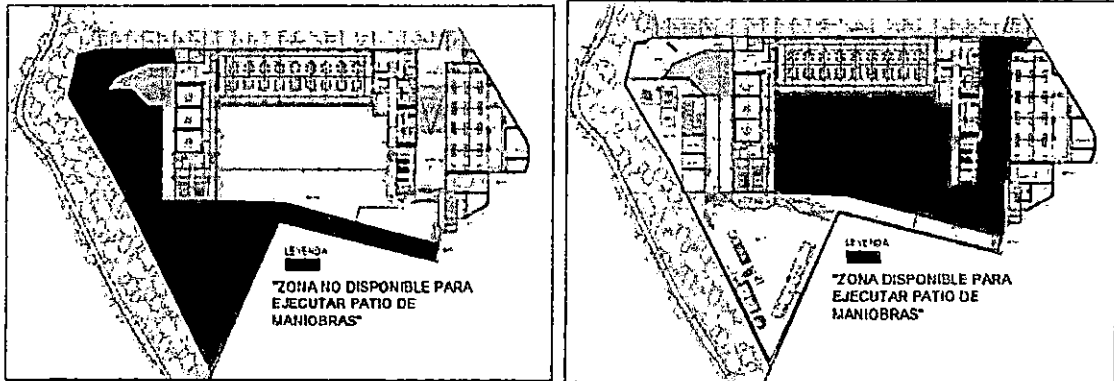 LEYENDA
"ZONA NO DISPONIBLE PARA
EJECUTAR PATIO DE
MANIOBRAS"
LEYENDA
"ZONA DISPONIBLE PARA
EJECUTAR PATIO DE
MANIOBRAS"